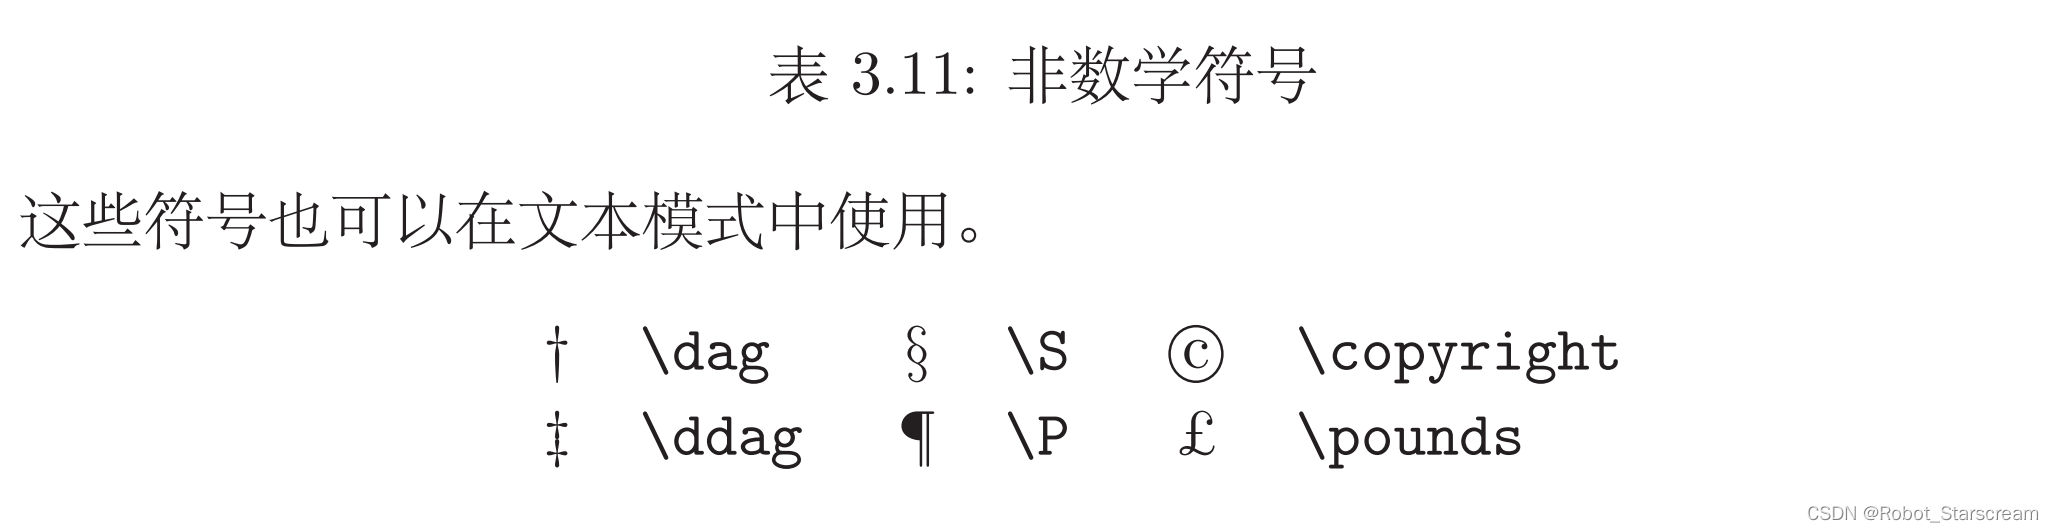 表 3.11: 非数学符号
这些符号也可以在文本模式中使用。
† \dag § \S © \copyright
‡ \ddag ¶ \P £ \pounds
CSDN @Robot_Starscream